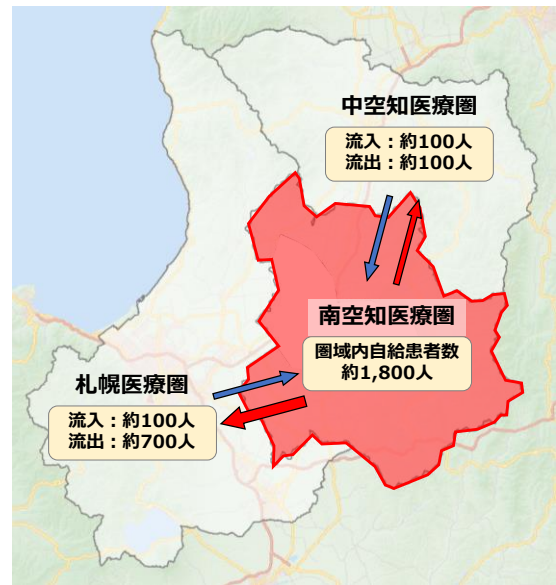 中空知医療圏
流入：約100人
流出：約100人
南空知医療圏
圏域内自給患者数
約1,800人
札幌医療圏
流入：約100人
流出：約700人